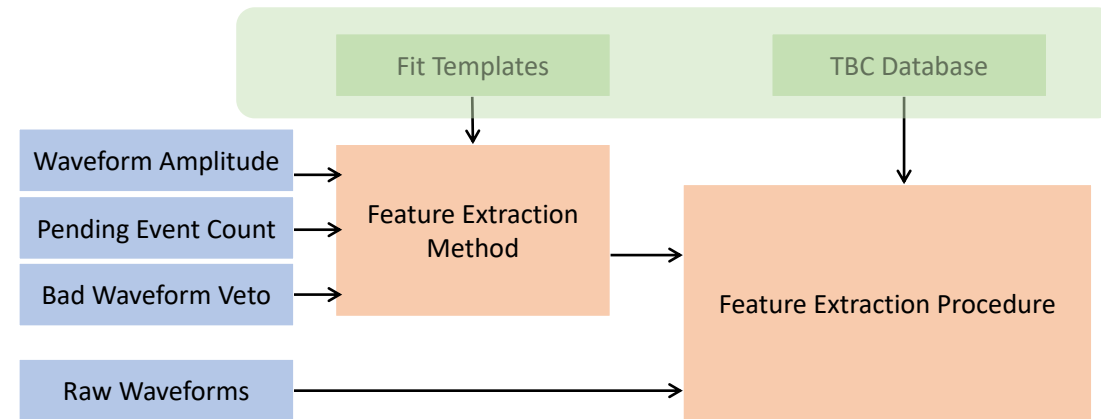 Fit Templates
TBC Database
Waveform Amplitude
Pending Event Count
Bad Waveform Veto
Feature Extraction
Method
Feature Extraction Procedure
Raw Waveforms